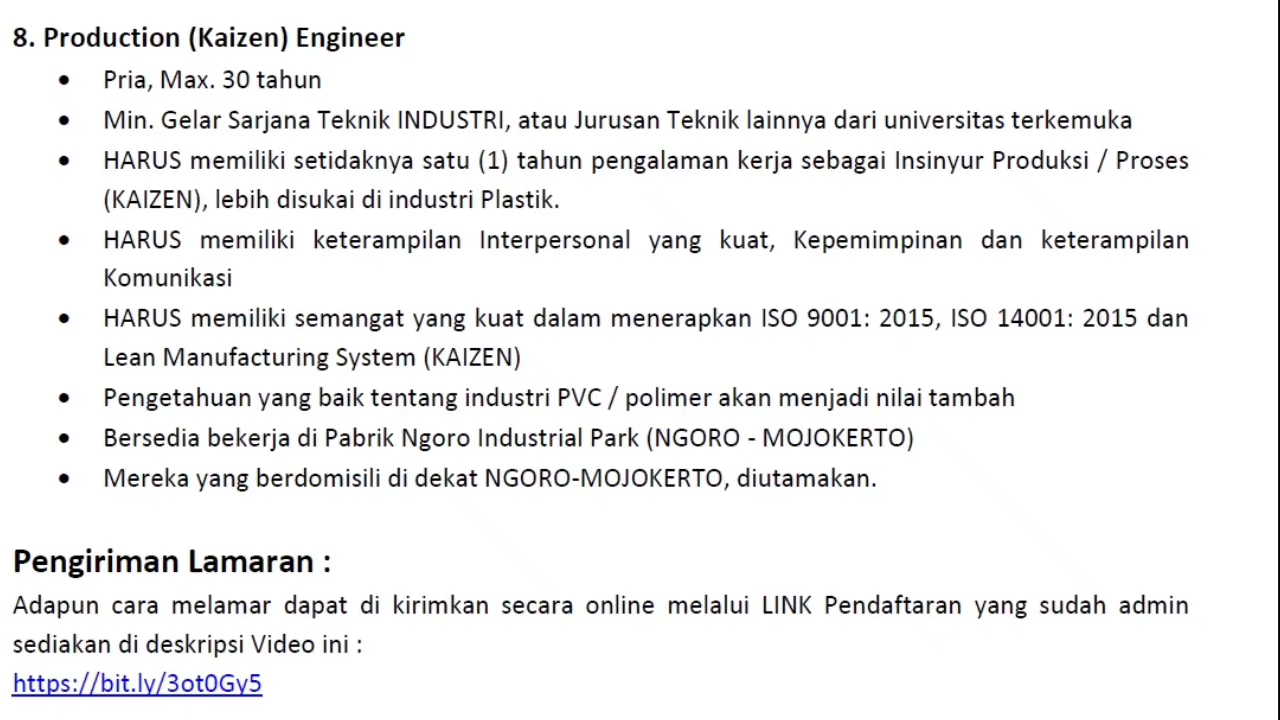 8. Production (Kaizen) Engineer
• Pria, Max. 30 tahun
• Min. Gelar Sarjana Teknik INDUSTRI, atau Jurusan Teknik lainnya dari universitas terkemuka
• HARUS memiliki setidaknya satu (1) tahun pengalaman kerja sebagai Insinyur Produksi / Proses
(KAIZEN), lebih disukai di industri Plastik.
• HARUS memiliki keterampilan Interpersonal yang kuat, Kepemimpinan dan keterampilan
Komunikasi
• HARUS memiliki semangat yang kuat dalam menerapkan ISO 9001: 2015, ISO 14001: 2015 dan
Lean Manufacturing System (KAIZEN)
• Pengetahuan yang baik tentang industri PVC / polimer akan menjadi nilai tambah
• Bersedia bekerja di Pabrik Ngoro Industrial Park (NGORO - MOJOKERTO)
• Mereka yang berdomisili di dekat NGORO-MOJOKERTO, diutamakan.
Pengiriman Lamaran :
Adapun cara melamar dapat di kirimkan secara online melalui LINK Pendaftaran yang sudah admin
sediakan di deskripsi Video ini :
https://bit.ly/3ot0Gy5